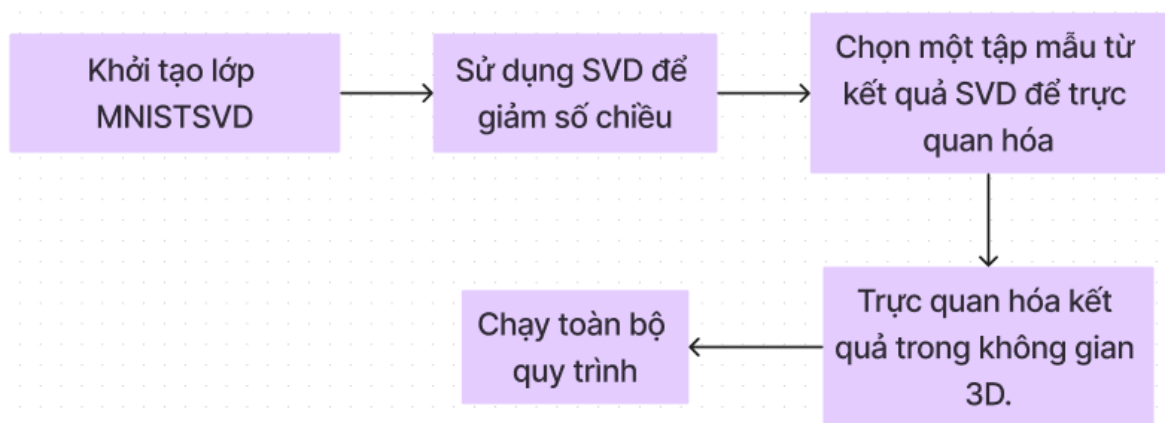 Khởi tạo lớp
MNISTSVD
Sử dụng SVD để
giảm số chiều
Chọn một tập mẫu từ
kết quả SVD để trực
quan hóa
Trực quan hóa kết
quả trong không gian
3D.
Chạy toàn bộ
quy trình